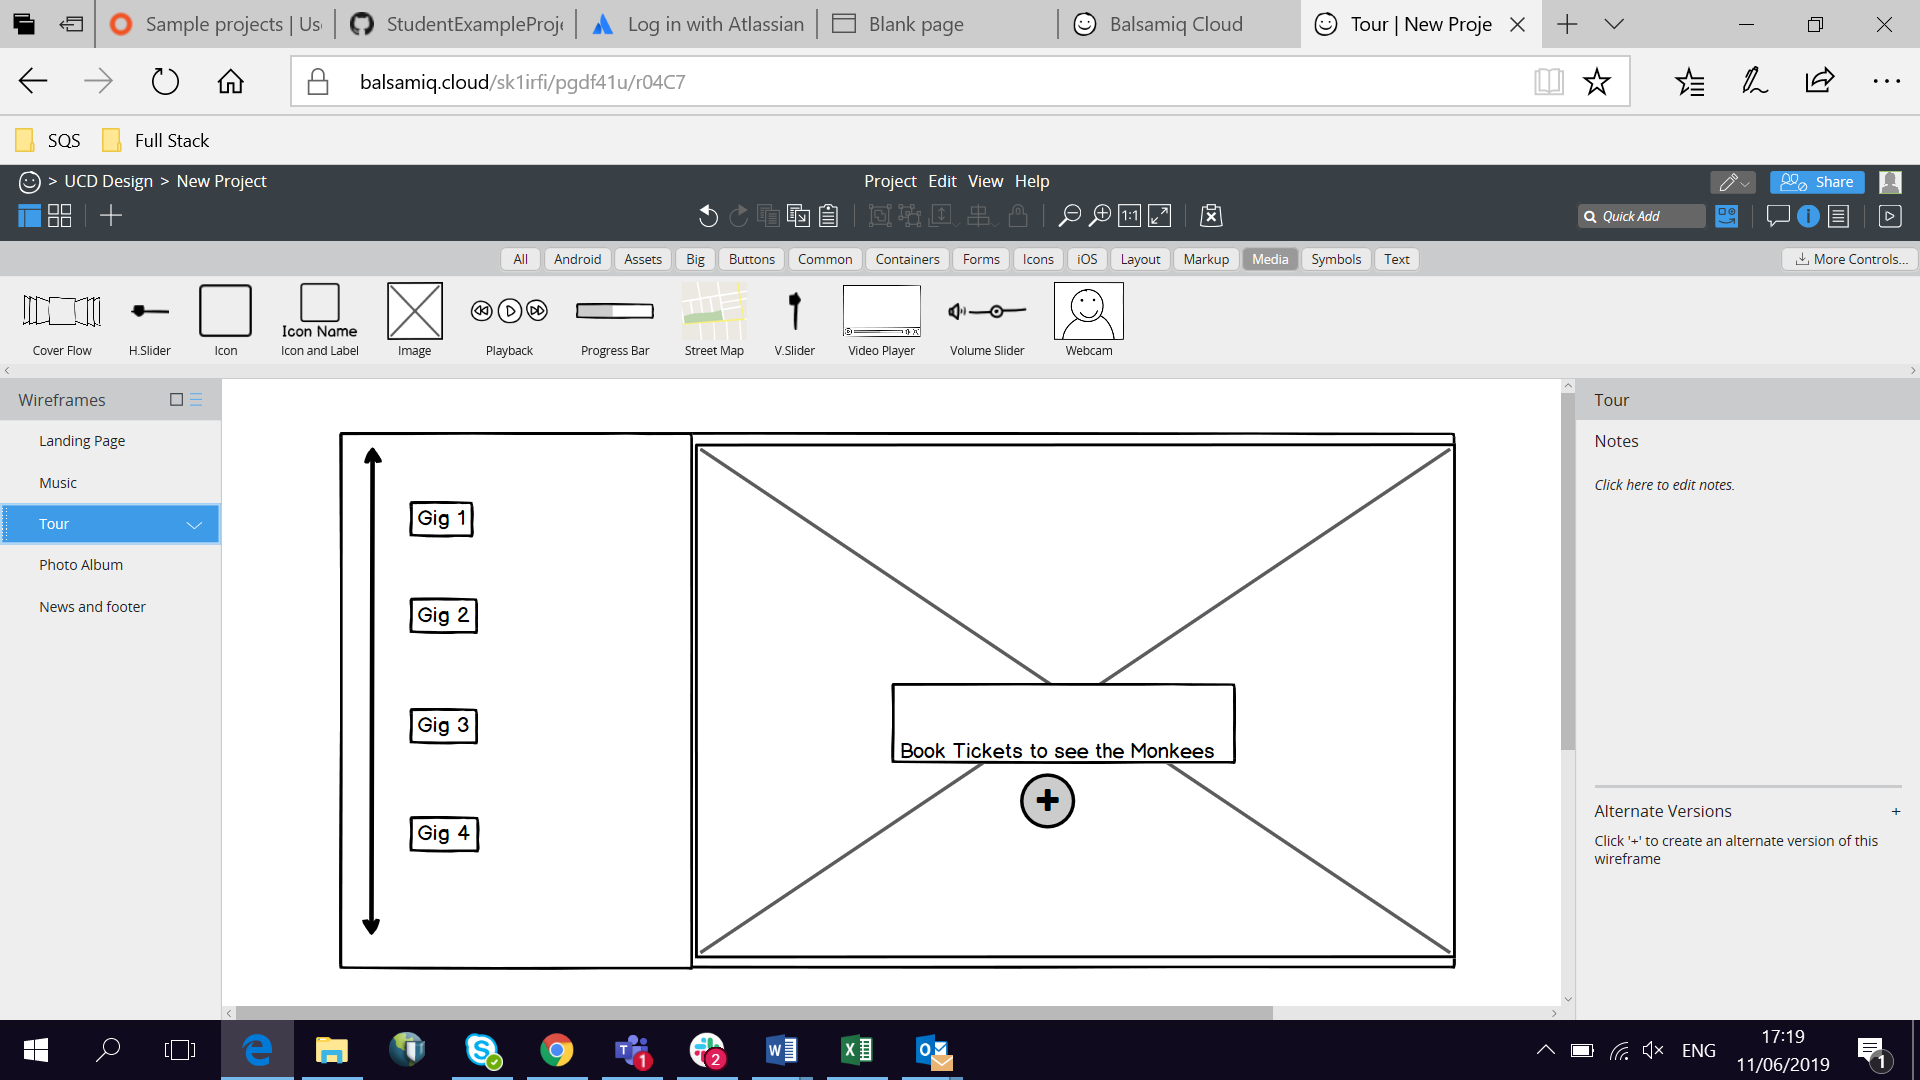 Sample projects | Us
StudentExampleProje
Log in with Atlassian
Blank page
Balsamiq Cloud
Tour | New Proje
balsamiq.cloud/sk1irfi/pgdf41u/r04C7
SQS
Full Stack
> UCD Design > New Project
Project Edit View Help
Share
1:1
Quick Add
All
Android
Assets
Big
Buttons
Common
Containers
Forms
Icons
iOS
Layout
Markup
Media
Symbols
Text
More Controls...
Icon Name
Cover Flow
H.Slider
Icon
Icon and Label
Image
Playback
Progress Bar
Street Map
V.Slider
Video Player
Volume Slider
Webcam
Wireframes
Landing Page
Music
Tour
Photo Album
News and footer
Gig 1
Gig 2
Gig 3
Gig 4
Book Tickets to see the Monkees
Tour
Notes
Click here to edit notes.
Alternate Versions +
Click '+' to create an alternate version of this
wireframe
1
2
ENG
17:19
11/06/2019
1